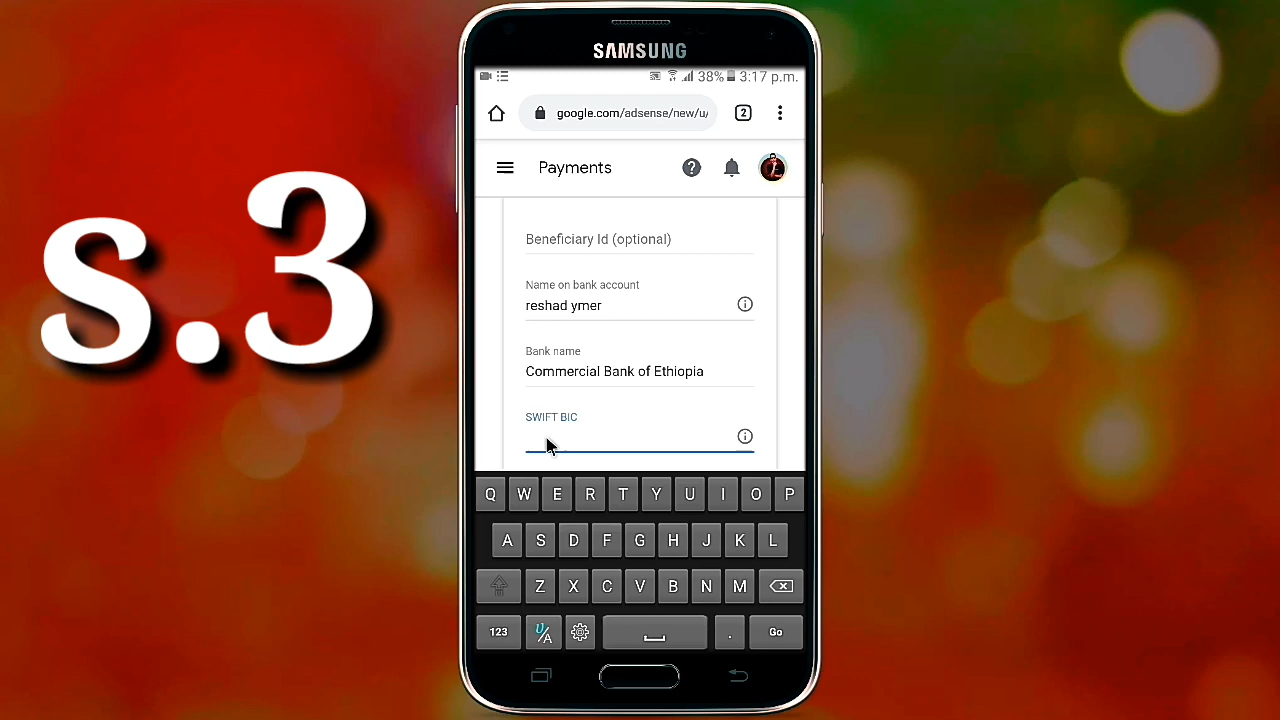 s.3
SAMSUNG
38% 3:17 p.m.
google.com/adsense/new/u/
2
Payments
Beneficiary Id (optional)
Name on bank account
reshad ymer
Bank name
Commercial Bank of Ethiopia
SWIFT BIC
Q W E R T Y U I O P
A S D F G H J K L
Z X C V B N M
123 U/A . Go